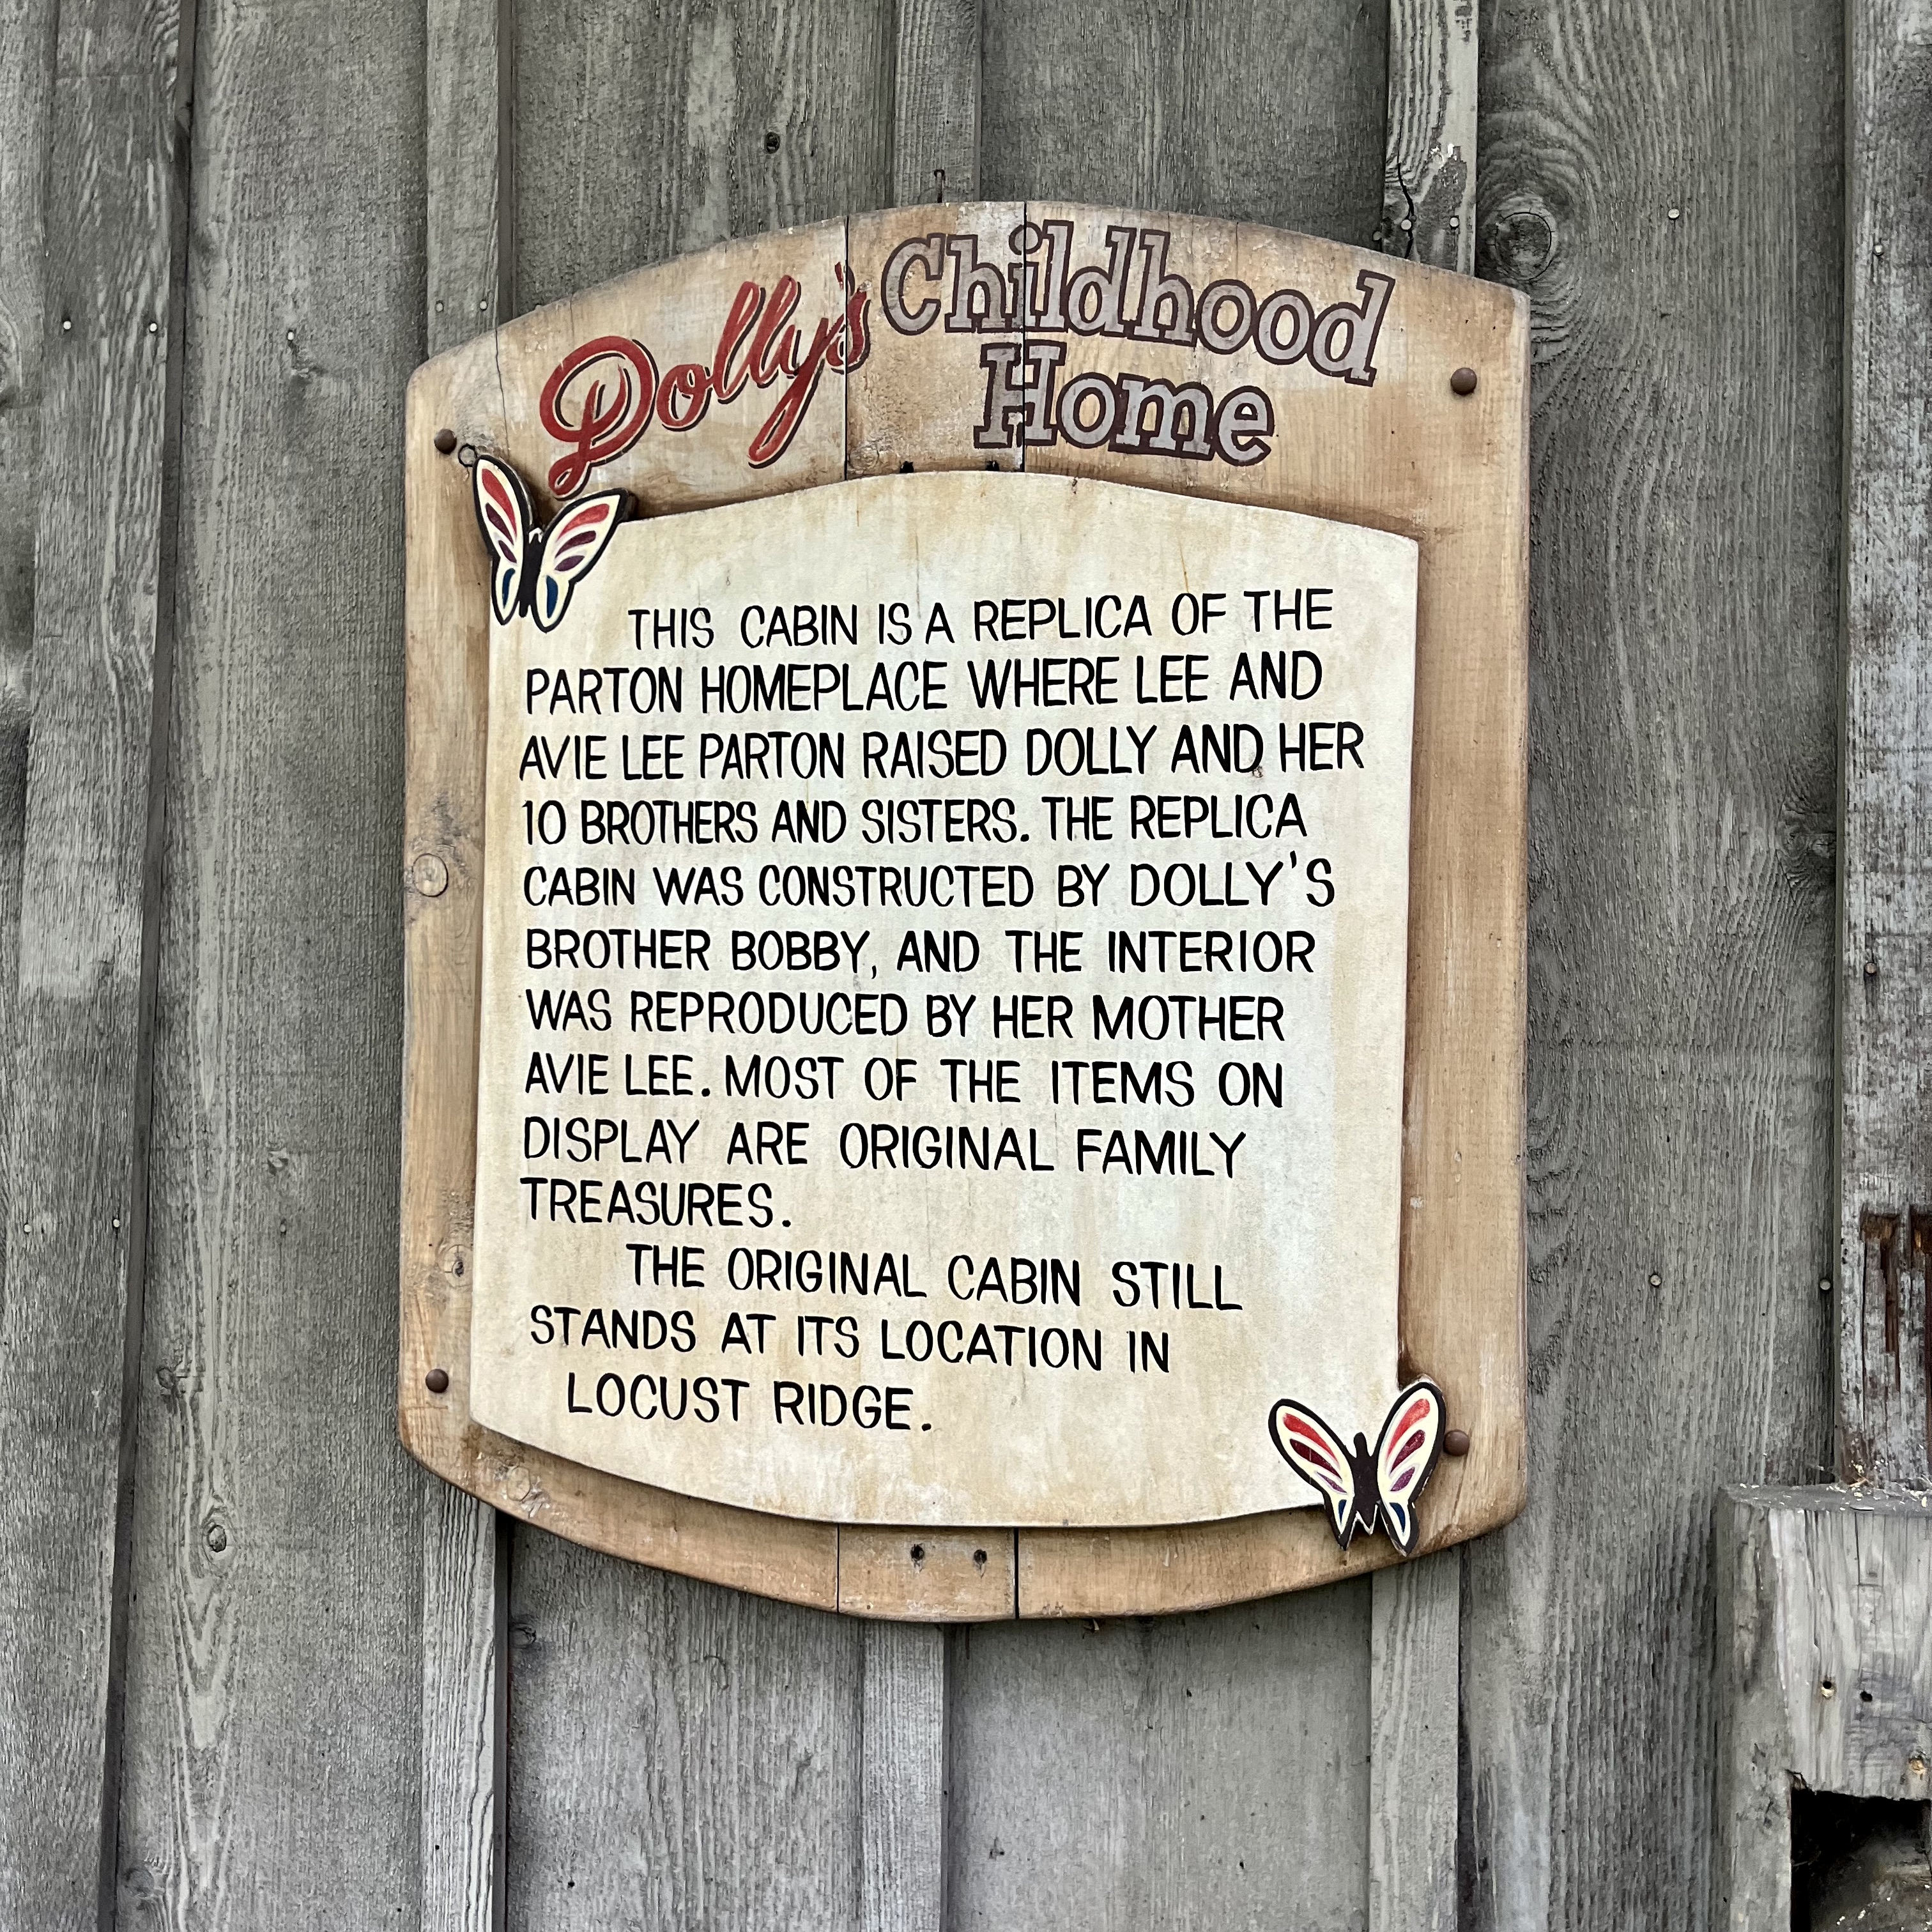 Dolly's Childhood
Home
THIS CABIN IS A REPLICA OF THE
PARTON HOMEPLACE WHERE LEE AND
AVIE LEE PARTON RAISED DOLLY AND HER
10 BROTHERS AND SISTERS. THE REPLICA
CABIN WAS CONSTRUCTED BY DOLLY'S
BROTHER BOBBY, AND THE INTERIOR
WAS REPRODUCED BY HER MOTHER
AVIE LEE. MOST OF THE ITEMS ON
DISPLAY ARE ORIGINAL FAMILY
TREASURES.
THE ORIGINAL CABIN STILL
STANDS AT ITS LOCATION IN
LOCUST RIDGE.